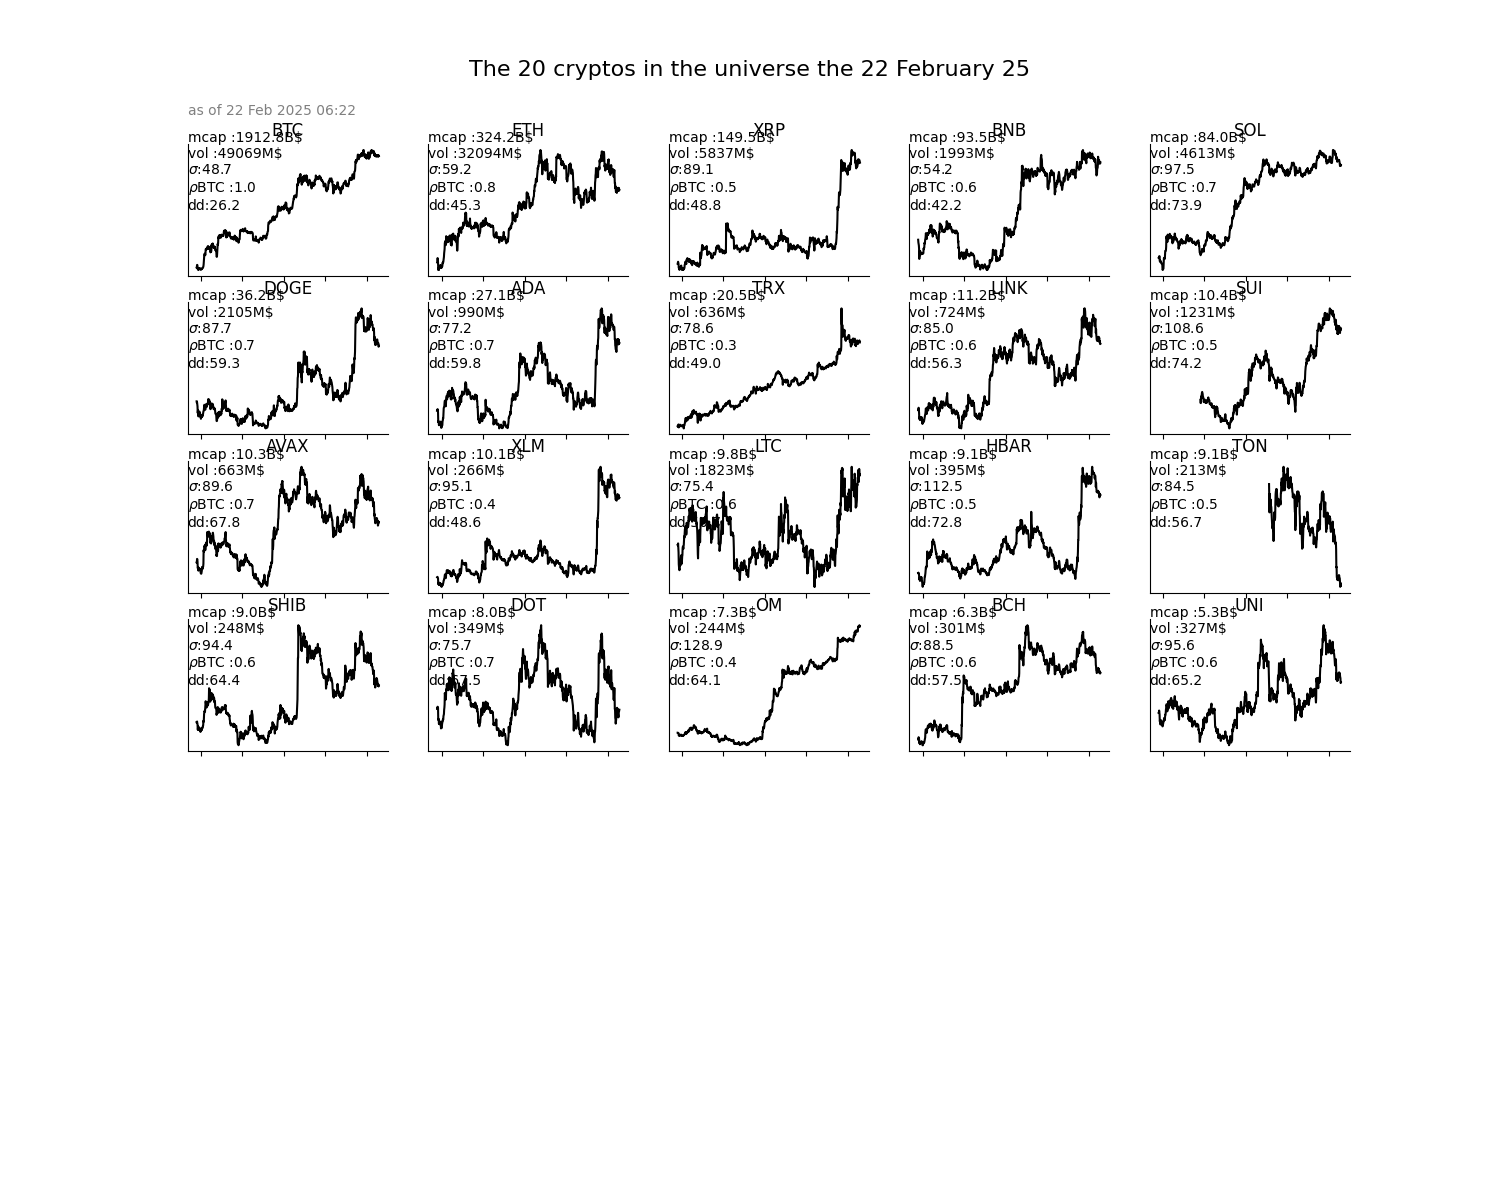 The 20 cryptos in the universe the 22 February 25
as of 22 Feb 2025 06:22
BTC
mcap :1912.8B$
vol :49069M$
σ:48.7
ρBTC :1.0
dd:26.2
ETH
mcap :324.2B$
vol :32094M$
σ:59.2
ρBTC :0.8
dd:45.3
XRP
mcap :149.5B$
vol :5837M$
σ:89.1
ρBTC :0.5
dd:48.8
BNB
mcap :93.5B$
vol :1993M$
σ:54.2
ρBTC :0.6
dd:42.2
SOL
mcap :84.0B$
vol :4613M$
σ:97.5
ρBTC :0.7
dd:73.9
DOGE
mcap :36.2B$
vol :2105M$
σ:87.7
ρBTC :0.7
dd:59.3
ADA
mcap :27.1B$
vol :990M$
σ:77.2
ρBTC :0.7
dd:59.8
TRX
mcap :20.5B$
vol :636M$
σ:78.6
ρBTC :0.3
dd:49.0
LINK
mcap :11.2B$
vol :724M$
σ:85.0
ρBTC :0.6
dd:56.3
SUI
mcap :10.4B$
vol :1231M$
σ:108.6
ρBTC :0.5
dd:74.2
AVAX
mcap :10.3B$
vol :663M$
σ:89.6
ρBTC :0.7
dd:67.8
XLM
mcap :10.1B$
vol :266M$
σ:95.1
ρBTC :0.4
dd:48.6
LTC
mcap :9.8B$
vol :1823M$
σ:75.4
ρBTC :0.6
HBAR
mcap :9.1B$
vol :395M$
σ:112.5
ρBTC :0.5
dd:72.8
TON
mcap :9.1B$
vol :213M$
σ:84.5
ρBTC :0.5
dd:56.7
SHIB
mcap :9.0B$
vol :248M$
σ:94.4
ρBTC :0.6
dd:64.4
DOT
mcap :8.0B$
vol :349M$
σ:75.7
ρBTC :0.7
dd:67.5
OM
mcap :7.3B$
vol :244M$
σ:128.9
ρBTC :0.4
dd:64.1
BCH
mcap :6.3B$
vol :301M$
σ:88.5
ρBTC :0.6
dd:57.5
UNI
mcap :5.3B$
vol :327M$
σ:95.6
ρBTC :0.6
dd:65.2